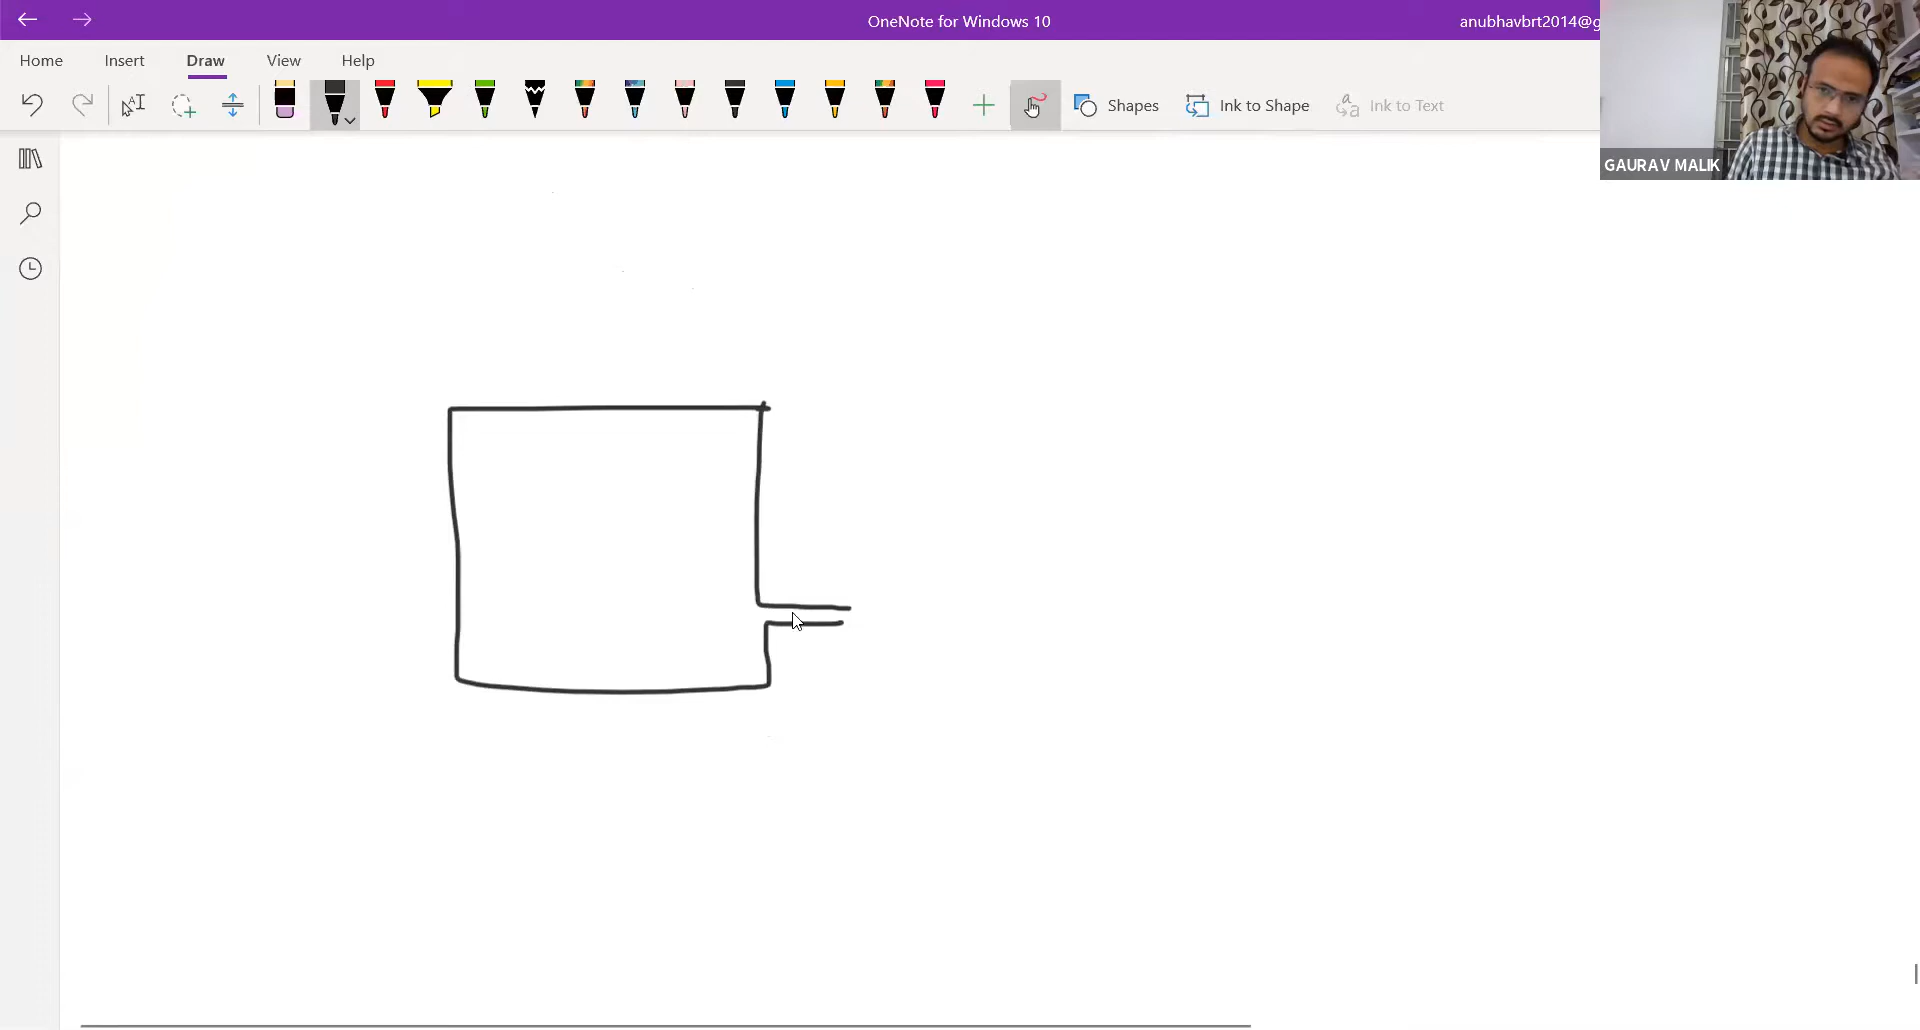 OneNote for Windows 10
anubhavbrt2014@g
Home Insert Draw View Help
Shapes Ink to Shape Ink to Text
GAURAV MALIK